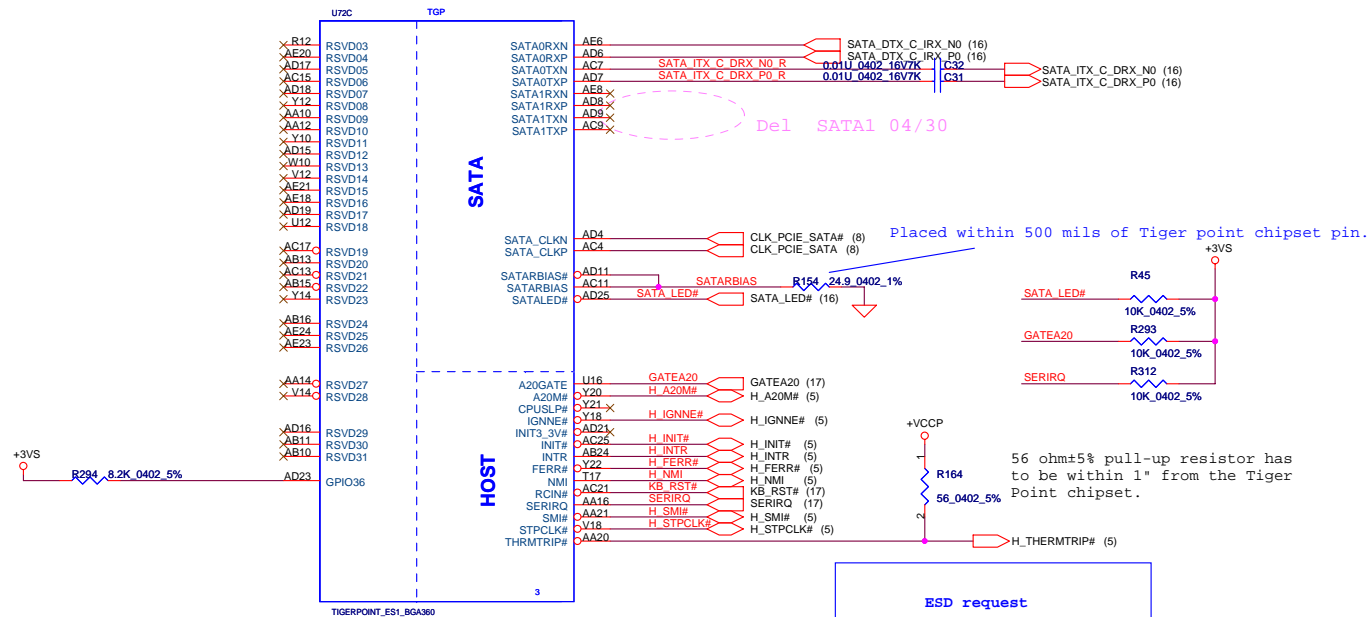 U72C TGP
R12 RSVD03
AE20 RSVD04
AD17 RSVD05
AC15 RSVD06
AD18 RSVD07
Y12 RSVD08
AA10 RSVD09
AA12 RSVD10
Y10 RSVD11
AD15 RSVD12
W10 RSVD13
V12 RSVD14
AE21 RSVD15
AE18 RSVD16
AD19 RSVD17
U12 RSVD18
AC17 RSVD19
AB13 RSVD20
AC13 RSVD21
AB15 RSVD22
Y14 RSVD23
AB16 RSVD24
AE24 RSVD25
AE23 RSVD26
AA14 RSVD27
V14 RSVD28
AD16 RSVD29
AB11 RSVD30
AB10 RSVD31
+3VS
R294 8.2K_0402_5% AD23 GPIO36
SATA
SATA0RXN AE6 SATA_DTX_C_IRX_N0 (16)
SATA0RXP AD6 SATA_DTX_C_IRX_P0 (16)
SATA0TXN AC7 SATA_ITX_C_DRX_N0_R 0.01U_0402_16V7K C32 SATA_ITX_C_DRX_N0 (16)
SATA0TXP AD7 SATA_ITX_C_DRX_P0_R 0.01U_0402_16V7K C31 SATA_ITX_C_DRX_P0 (16)
SATA1RXN AE8
SATA1RXP AD8
SATA1TXN AD9
SATA1TXP AC9
Del SATA1 04/30
SATA_CLKN AD4 CLK_PCIE_SATA# (8)
SATA_CLKP AC4 CLK_PCIE_SATA (8)
Placed within 500 mils of Tiger point chipset pin.
SATARBIAS# AD11
SATARBIAS AC11 SATARBIAS R154 24.9_0402_1%
SATALED# AD25 SATA_LED# SATA_LED# (16)
+3VS
SATA_LED# R45 10K_0402_5%
GATEA20 R293 10K_0402_5%
SERIRQ R312 10K_0402_5%
HOST
A20GATE U16 GATEA20 GATEA20 (17)
A20M# Y20 H_A20M# H_A20M# (5)
CPUSLP# Y21
IGNNE# Y18 H_IGNNE# H_IGNNE# (5)
INIT3_3V# AD21
INIT# AC25 H_INIT# H_INIT# (5)
INTR AB24 H_INTR H_INTR (5)
FERR# Y22 H_FERR# H_FERR# (5)
NMI T17 H_NMI H_NMI (5)
RCIN# AC21 KB_RST# KB_RST# (17)
SERIRQ AA16 SERIRQ SERIRQ (17)
SMI# AA21 H_SMI# H_SMI# (5)
STPCLK# V18 H_STPCLK# H_STPCLK# (5)
THRMTRIP# AA20 H_THERMTRIP# (5)
+VCCP
1
R164
56_0402_5%
2
56 ohm±5% pull-up resistor has
to be within 1" from the Tiger
Point chipset.
3
TIGERPOINT_ES1_BGA360
ESD request